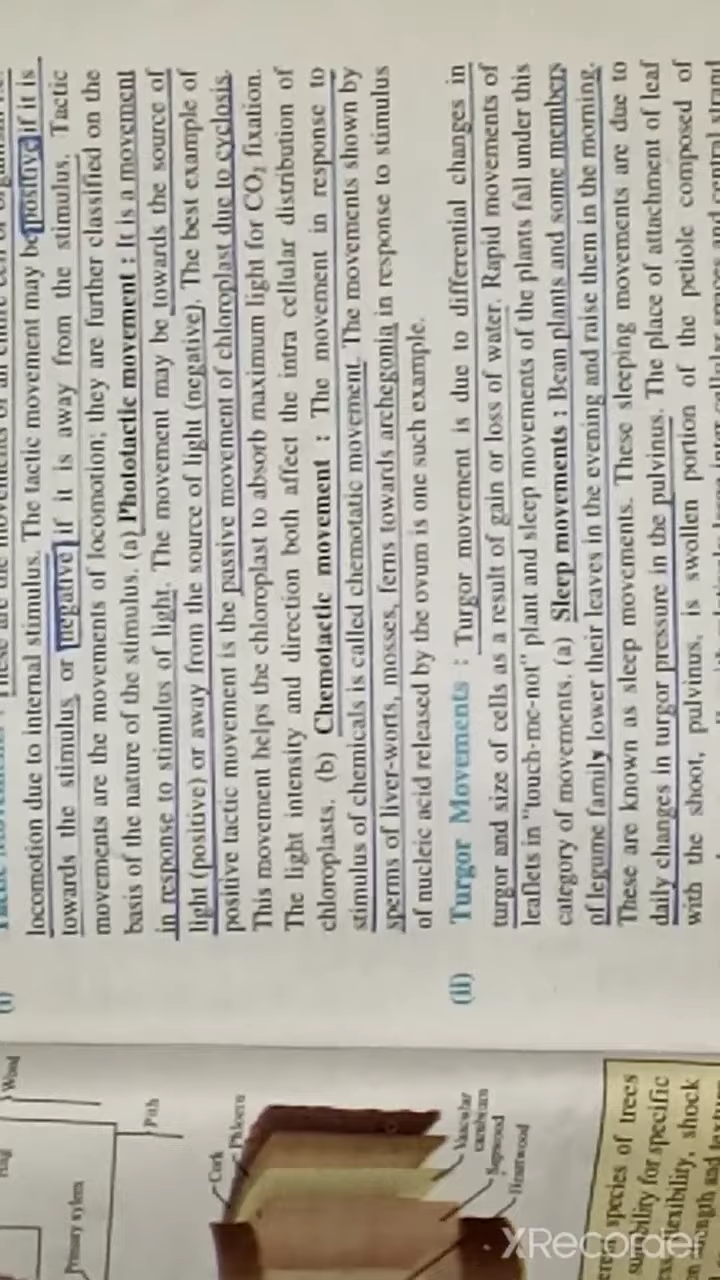 (i)
locomotion due to internal stimulus. The tactic movement may be positive if it is
towards the stimulus or negative if it is away from the stimulus. Tactic
movements are the movements of locomotion; they are further classified on the
basis of the nature of the stimulus. (a) Phototactic movement : It is a movement
in response to stimulus of light. The movement may be towards the source of
light (positive) or away from the source of light (negative). The best example of
positive tactic movement is the passive movement of chloroplast due to cyclosis.
This movement helps the chloroplast to absorb maximum light for CO₂ fixation.
The light intensity and direction both affect the intra cellular distribution of
chloroplasts. (b) Chemotactic movement : The movement in response to
stimulus of chemicals is called chemotatic movement. The movements shown by
sperms of liver-worts, mosses, ferns towards archegonia in response to stimulus
of nucleic acid released by the ovum is one such example.
(ii) Turgor Movements : Turgor movement is due to differential changes in
turgor and size of cells as a result of gain or loss of water. Rapid movements of
leaflets in "touch-me-not" plant and sleep movements of the plants fall under this
category of movements. (a) Sleep movements : Bean plants and some members
of legume family lower their leaves in the evening and raise them in the morning.
These are known as sleep movements. These sleeping movements are due to
daily changes in turgor pressure in the pulvinus. The place of attachment of leaf
with the shoot, pulvinus, is swollen portion of the petiole composed of
Wood
Pith
Primary xylem
Cork
Phloem
Vascular
cambium
Sapwood
Heartwood
species of trees
for specific
shock
XRecorder